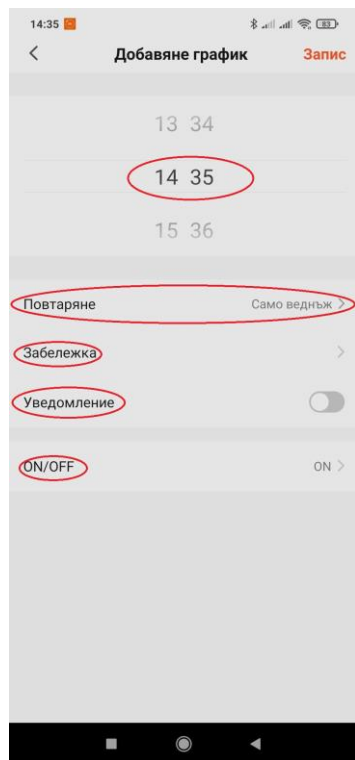 14:35 83
Добавяне график Запис
13 34
14 35
15 36
Повтаряне Само веднъж
Забележка
Уведомление
ON/OFF ON